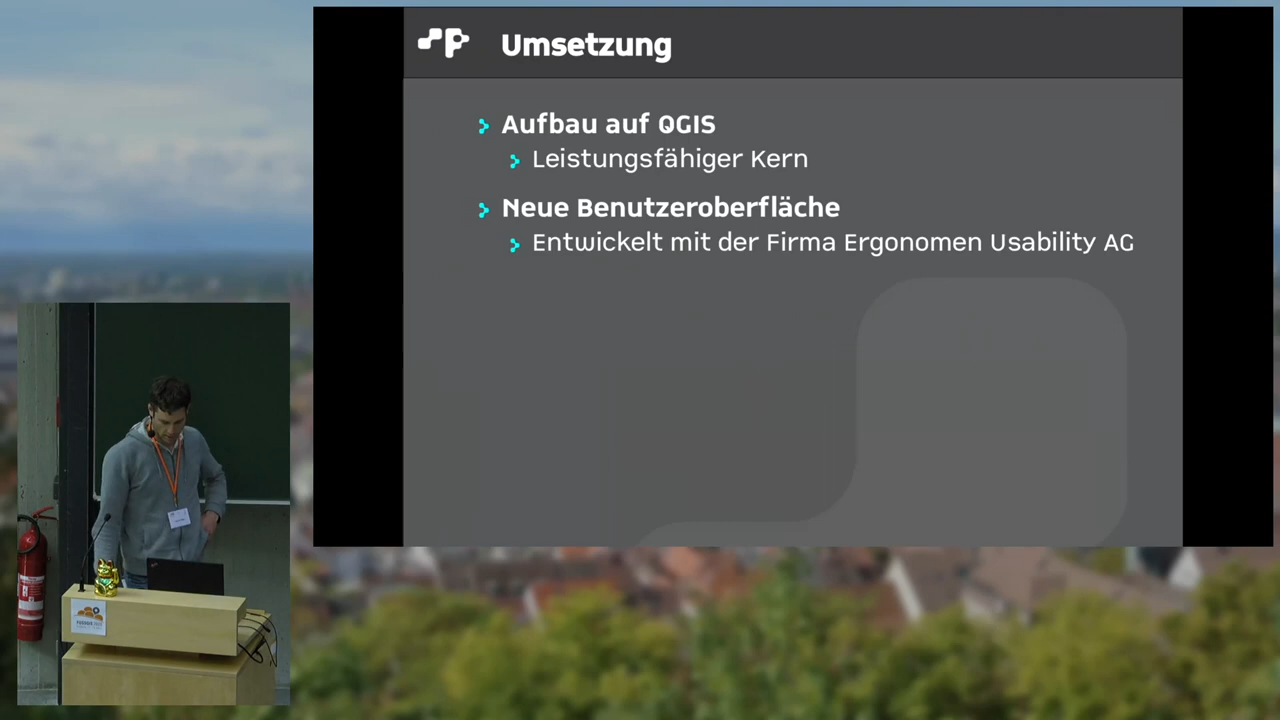 Umsetzung
Aufbau auf QGIS
Leistungsfähiger Kern
Neue Benutzeroberfläche
Entwickelt mit der Firma Ergonomen Usability AG